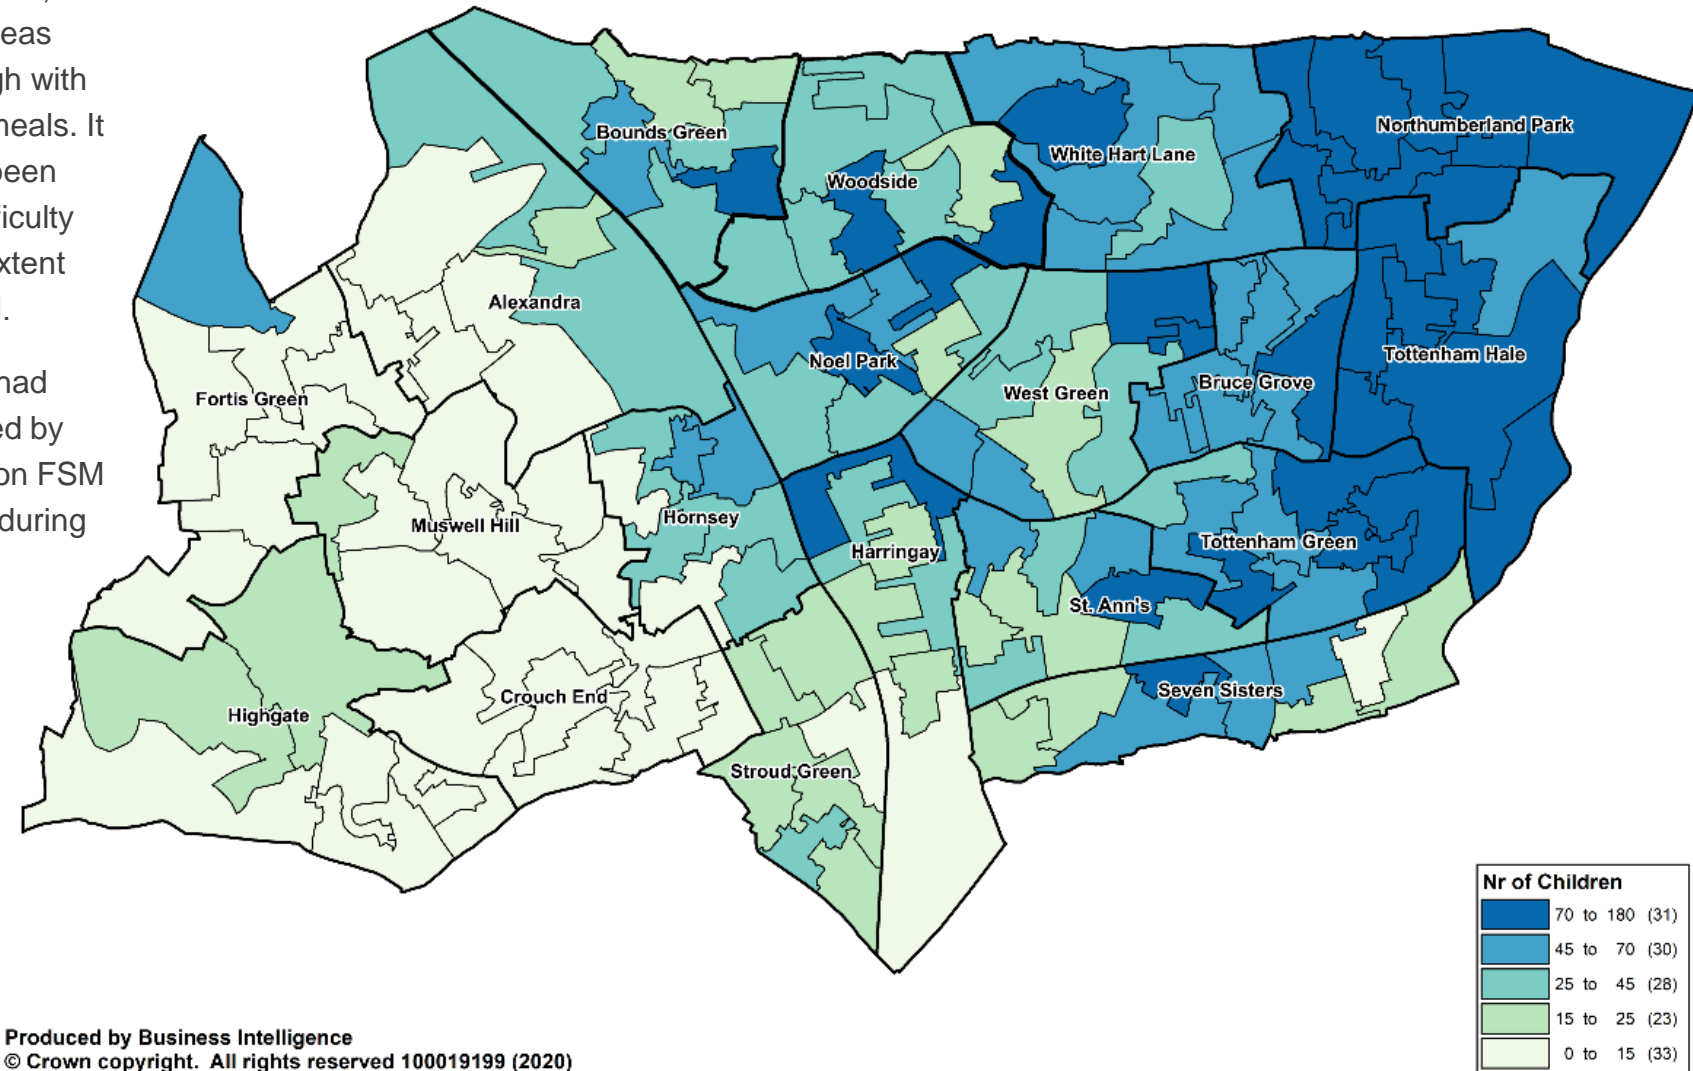 eas
gh with
meals. It
been
ficulty
xtent
l.
had
ed by
on FSM
during
Bounds Green
Northumberland Park
White Hart Lane
Woodside
Alexandra
Tottenham Hale
Noel Park
Bruce Grove
West Green
Fortis Green
Hornsey
Muswell Hill
Tottenham Green
Harringay
St. Ann's
Seven Sisters
Crouch End
Highgate
Stroud Green
Nr of Children
70 to 180 (31)
45 to 70 (30)
25 to 45 (28)
15 to 25 (23)
0 to 15 (33)
Produced by Business Intelligence
© Crown copyright. All rights reserved 100019199 (2020)